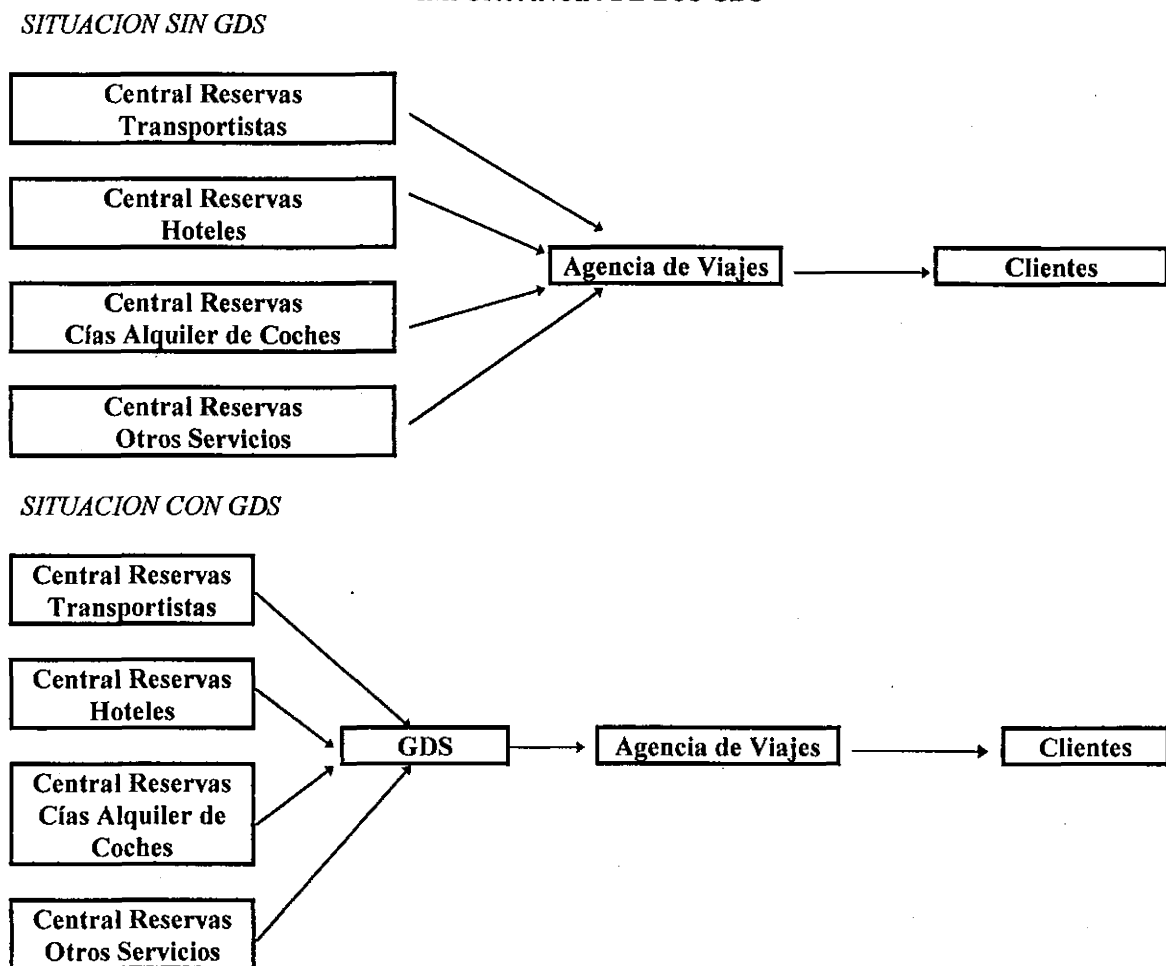 SITUACION SIN GDS
Central Reservas
Transportistas
Central Reservas
Hoteles
Central Reservas
Cías Alquiler de Coches
Central Reservas
Otros Servicios
Agencia de Viajes
Clientes
SITUACION CON GDS
Central Reservas
Transportistas
Central Reservas
Hoteles
Central Reservas
Cías Alquiler de
Coches
Central Reservas
Otros Servicios
GDS
Agencia de Viajes
Clientes